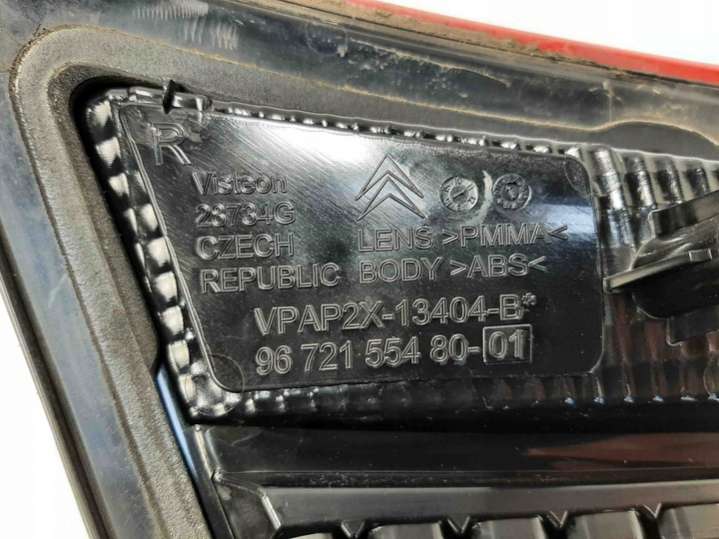 R
Visteon
28734G
CZECH LENS >PMMA<
REPUBLIC BODY >ABS<
VPAP2X-13404-B*
96 721 554 80-01